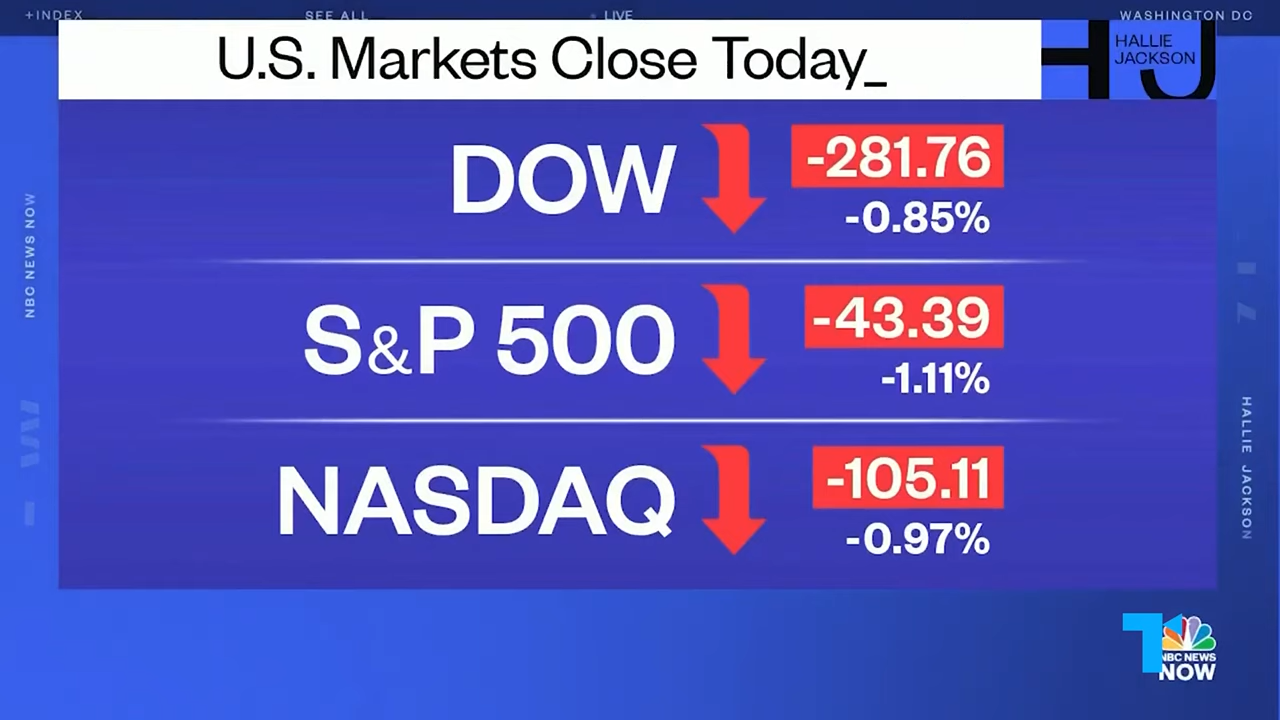 +INDEX
SEE ALL
LIVE
WASHINGTON DC
U.S. Markets Close Today_
HJ
HALLIE
JACKSON
DOW
-281.76
-0.85%
S&P 500
-43.39
-1.11%
NASDAQ
-105.11
-0.97%
NBC NEWS NOW
HALLIE JACKSON
NBC NEWS
NOW